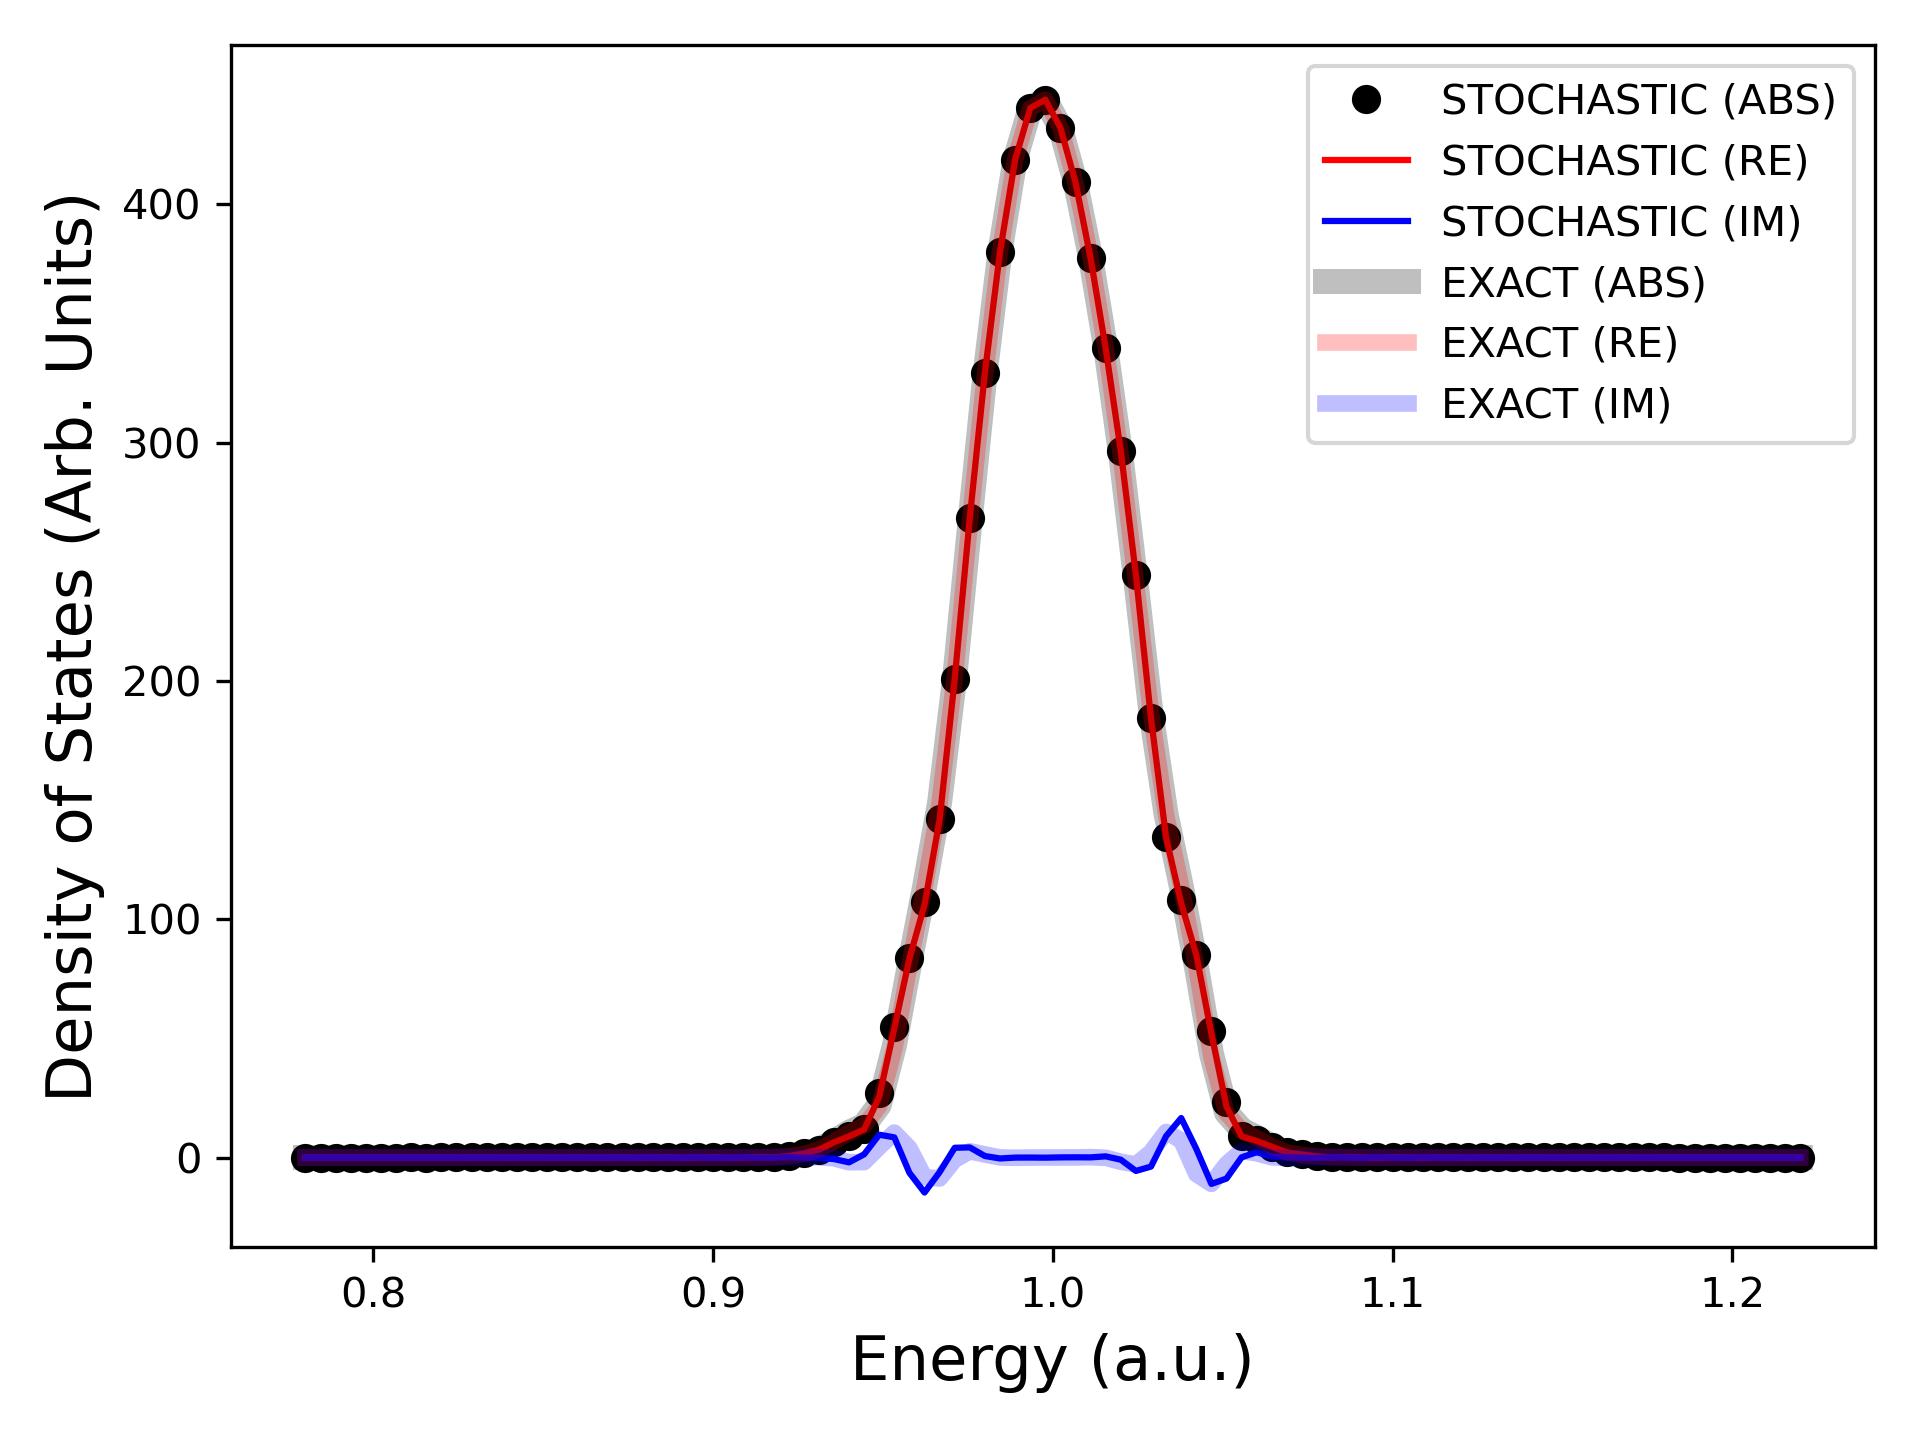 Density of States (Arb. Units)
400
300
200
100
0
STOCHASTIC (ABS)
STOCHASTIC (RE)
STOCHASTIC (IM)
EXACT (ABS)
EXACT (RE)
EXACT (IM)
0.8 0.9 1.0 1.1 1.2
Energy (a.u.)